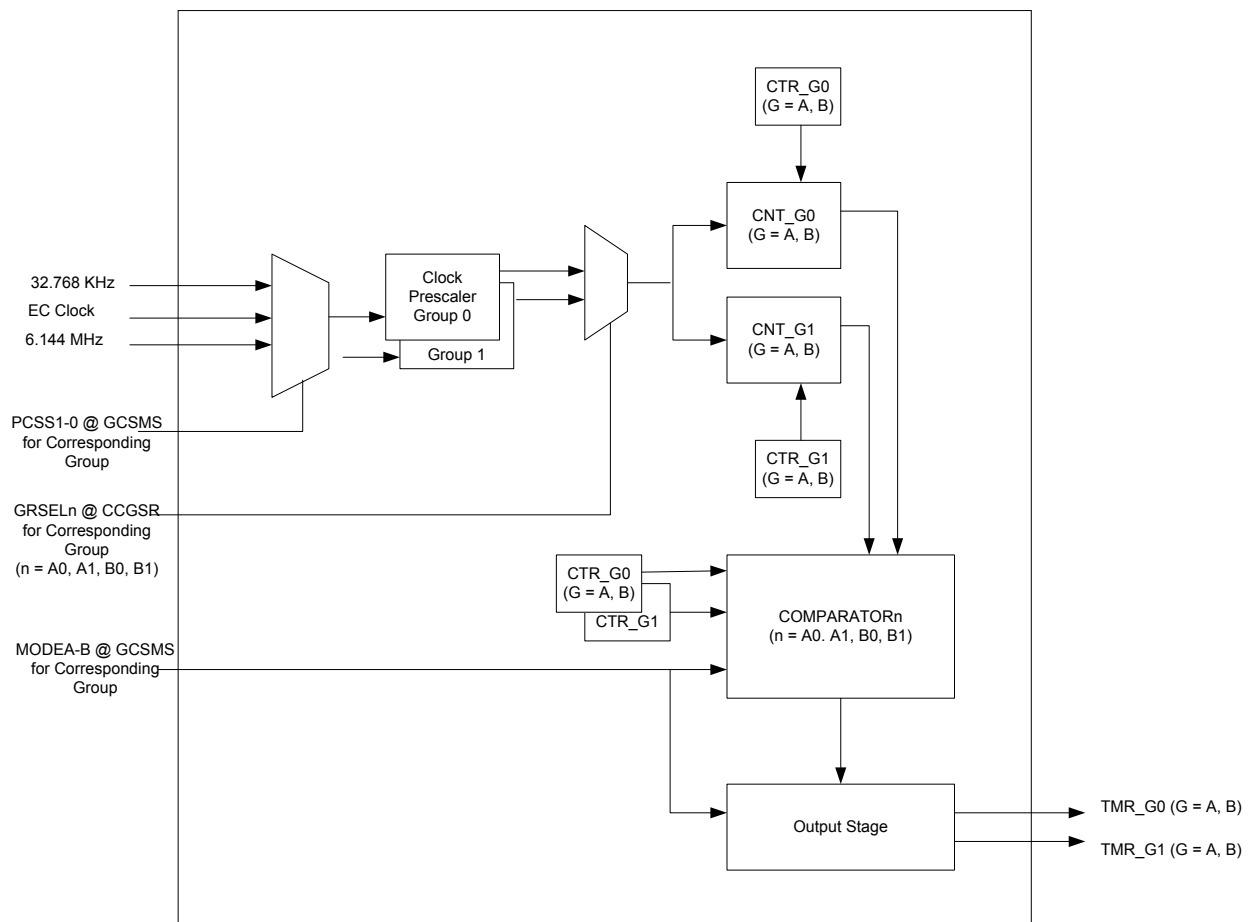 CTR_G0
(G = A, B)
CNT_G0
(G = A, B)
Clock
Prescaler
Group 0
Group 1
32.768 KHz
EC Clock
6.144 MHz
CNT_G1
(G = A, B)
PCSS1-0 @ GCSMS
for Corresponding
Group
CTR_G1
(G = A, B)
GRSELn @ CCGSR
for Corresponding
Group
(n = A0, A1, B0, B1)
CTR_G0
(G = A, B)
CTR_G1
COMPARATORn
(n = A0. A1, B0, B1)
MODEA-B @ GCSMS
for Corresponding
Group
Output Stage
TMR_G0 (G = A, B)
TMR_G1 (G = A, B)